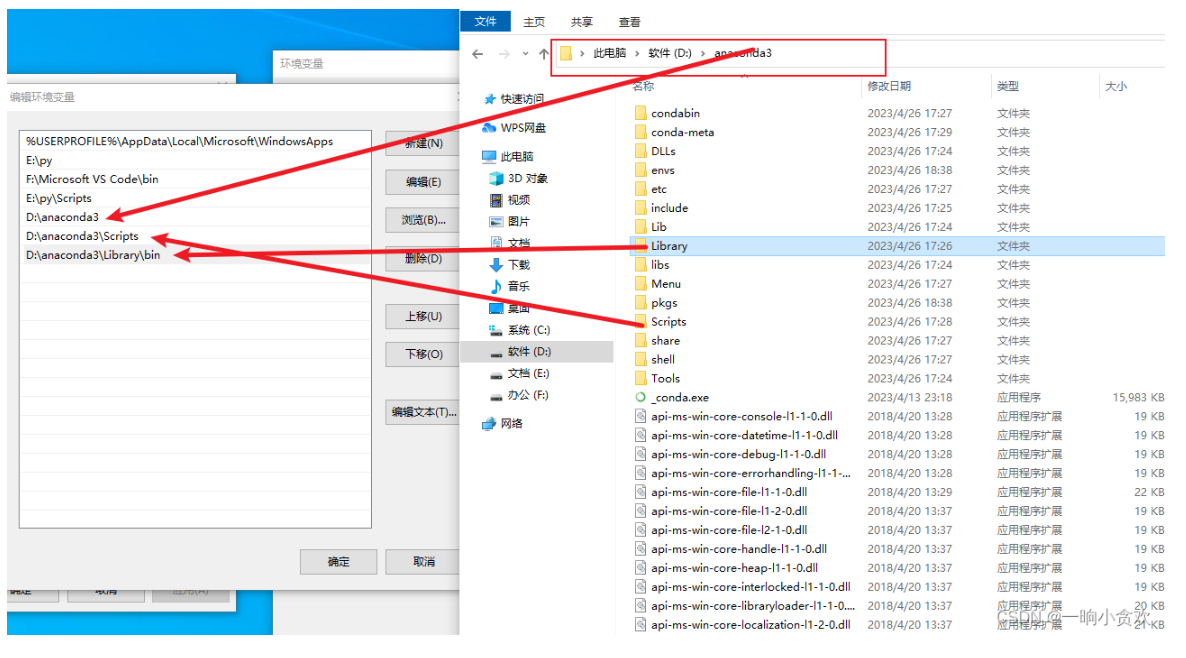 环境变量
编辑环境变量
%USERPROFILE%\AppData\Local\Microsoft\WindowsApps
E:\py
F:\Microsoft VS Code\bin
E:\py\Scripts
D:\anaconda3
D:\anaconda3\Scripts
D:\anaconda3\Library\bin
新建(N)
编辑(E)
浏览(B)...
删除(D)
上移(U)
下移(O)
编辑文本(T)...
确定
取消
确定
取消
应用(A)
文件 主页 共享 查看
此电脑 › 软件 (D:) › anaconda3
快速访问
WPS网盘
此电脑
3D 对象
视频
图片
文档
下载
音乐
桌面
系统 (C:)
软件 (D:)
文档 (E:)
办公 (F:)
网络
名称 修改日期 类型 大小
condabin 2023/4/26 17:27 文件夹
conda-meta 2023/4/26 17:29 文件夹
DLLs 2023/4/26 17:24 文件夹
envs 2023/4/26 18:38 文件夹
etc 2023/4/26 17:27 文件夹
include 2023/4/26 17:25 文件夹
Lib 2023/4/26 17:24 文件夹
Library 2023/4/26 17:26 文件夹
libs 2023/4/26 17:24 文件夹
Menu 2023/4/26 17:27 文件夹
pkgs 2023/4/26 18:38 文件夹
Scripts 2023/4/26 17:28 文件夹
share 2023/4/26 17:27 文件夹
shell 2023/4/26 17:27 文件夹
Tools 2023/4/26 17:24 文件夹
_conda.exe 2023/4/13 23:18 应用程序 15,983 KB
api-ms-win-core-console-l1-1-0.dll 2018/4/20 13:28 应用程序扩展 19 KB
api-ms-win-core-datetime-l1-1-0.dll 2018/4/20 13:28 应用程序扩展 19 KB
api-ms-win-core-debug-l1-1-0.dll 2018/4/20 13:28 应用程序扩展 19 KB
api-ms-win-core-errorhandling-l1-1-... 2018/4/20 13:28 应用程序扩展 19 KB
api-ms-win-core-file-l1-1-0.dll 2018/4/20 13:29 应用程序扩展 22 KB
api-ms-win-core-file-l1-2-0.dll 2018/4/20 13:37 应用程序扩展 19 KB
api-ms-win-core-file-l2-1-0.dll 2018/4/20 13:37 应用程序扩展 19 KB
api-ms-win-core-handle-l1-1-0.dll 2018/4/20 13:37 应用程序扩展 19 KB
api-ms-win-core-heap-l1-1-0.dll 2018/4/20 13:37 应用程序扩展 19 KB
api-ms-win-core-interlocked-l1-1-0.dll 2018/4/20 13:37 应用程序扩展 19 KB
api-ms-win-core-libraryloader-l1-1-0.... 2018/4/20 13:37 应用程序扩展 20 KB
api-ms-win-core-localization-l1-2-0.dll 2018/4/20 13:37 应用程序扩展 21 KB
CSDN @一晌小贪欢